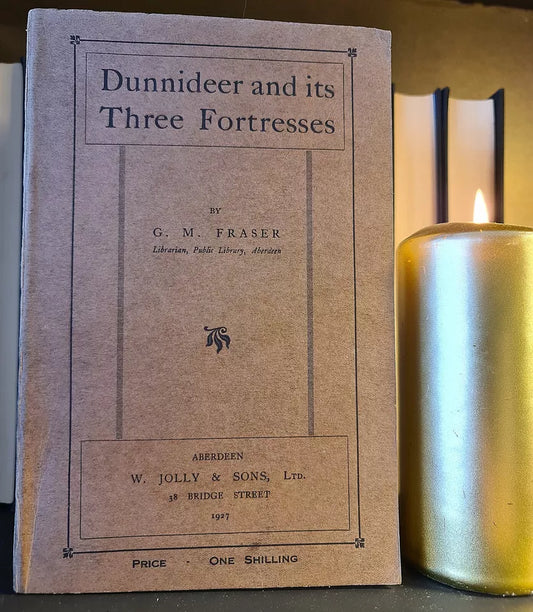 Dunnideer and its
Three Fortresses
BY
G. M. FRASER
Librarian, Public Library, Aberdeen
ABERDEEN
W. JOLLY & SONS, LTD.
38 BRIDGE STREET
1927
PRICE - ONE SHILLING